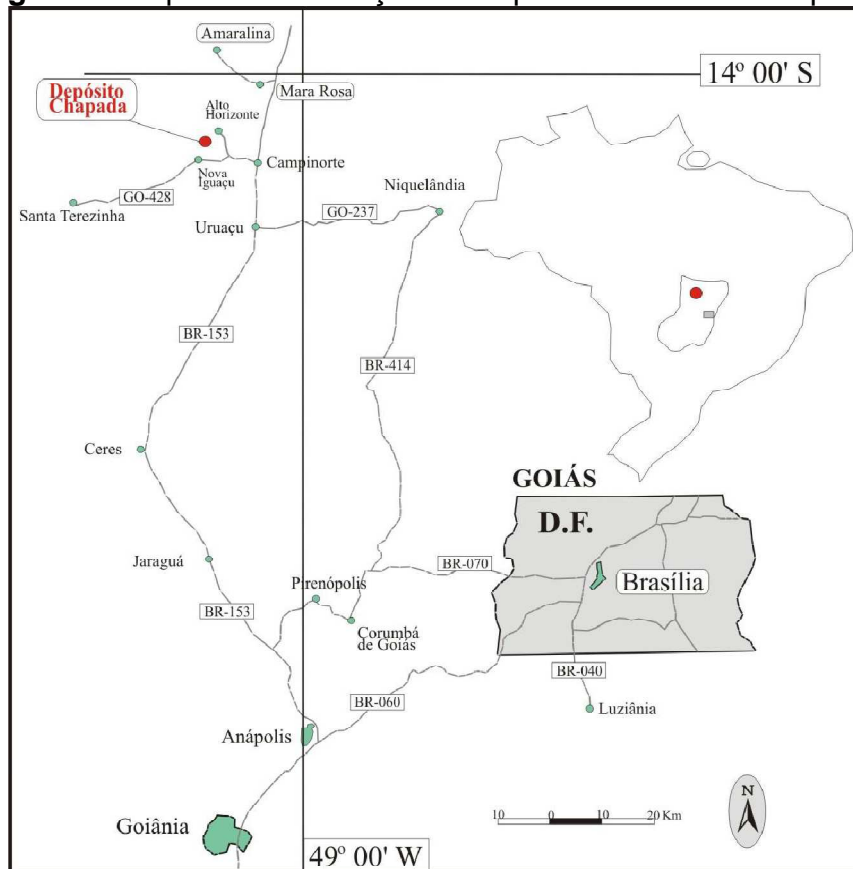 Amaralina
14º 00' S
Depósito
Chapada
Mara Rosa
Alto
Horizonte
Campinorte
Nova
Iguaçu
Niquelândia
GO-428
Santa Terezinha
GO-237
Uruaçu
BR-153
BR-414
Ceres
GOIÁS
D.F.
Jaraguá
BR-070
Brasília
Pirenópolis
BR-153
Corumbá
de Goiás
BR-040
BR-060
Luziânia
Anápolis
N
10 0 10 20 Km
Goiânia
49º 00' W